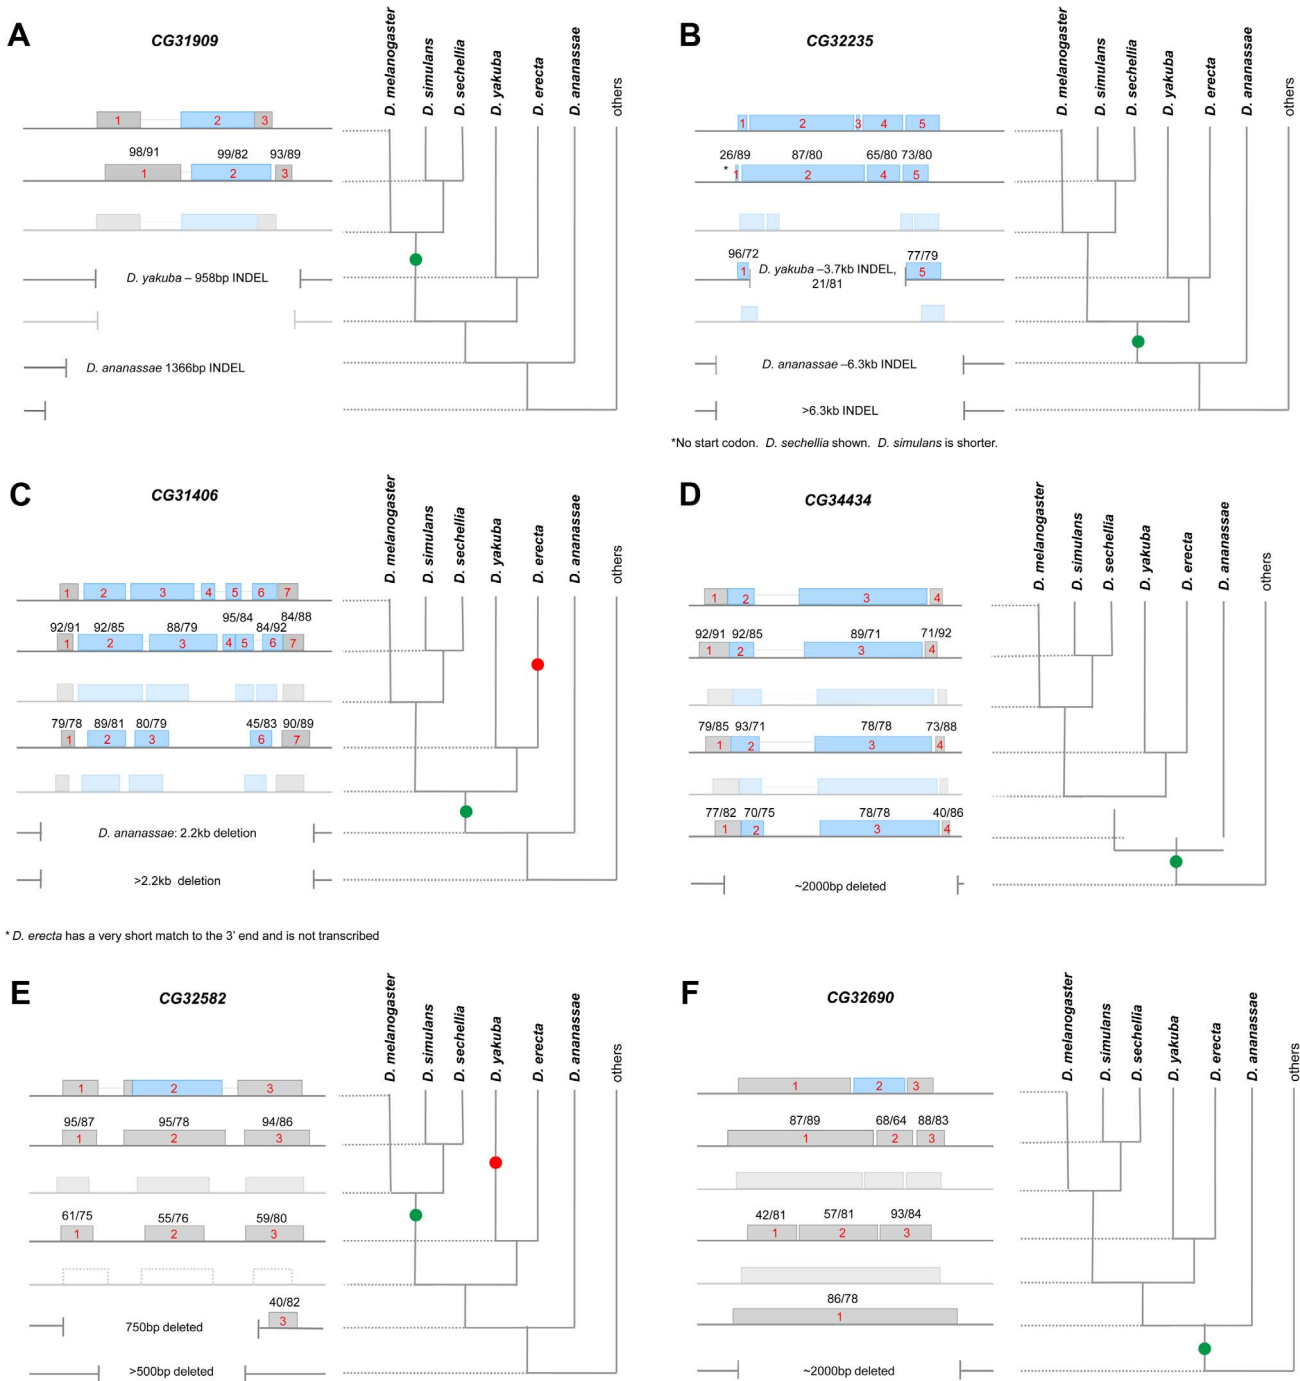 A
CG31909
D. melanogaster
D. simulans
D. sechellia
D. yakuba
D. erecta
D. ananassae
others
1 2 3
98/91 99/82 93/89
1 2 3
D. yakuba – 958bp INDEL
D. ananassae 1366bp INDEL
B
CG32235
D. melanogaster
D. simulans
D. sechellia
D. yakuba
D. erecta
D. ananassae
others
1 2 3 4 5
26/89 87/80 65/80 73/80
* 1 2 4 5
96/72 77/79
1 D. yakuba –3.7kb INDEL, 5
21/81
D. ananassae –6.3kb INDEL
>6.3kb INDEL
*No start codon. D. sechellia shown. D. simulans is shorter.
C
CG31406
D. melanogaster
D. simulans
D. sechellia
D. yakuba
D. erecta
D. ananassae
others
1 2 3 4 5 6 7
95/84 84/88
92/91 92/85 88/79 84/92
1 2 3 4 5 6 7
79/78 89/81 80/79 45/83 90/89
1 2 3 6 7
D. ananassae: 2.2kb deletion
>2.2kb deletion
* D. erecta has a very short match to the 3' end and is not transcribed
D
CG34434
D. melanogaster
D. simulans
D. sechellia
D. yakuba
D. erecta
D. ananassae
others
1 2 3 4
92/91 92/85 89/71 71/92
1 2 3 4
79/85 93/71 78/78 73/88
1 2 3 4
77/82 70/75 78/78 40/86
1 2 3 4
~2000bp deleted
E
CG32582
D. melanogaster
D. simulans
D. sechellia
D. yakuba
D. erecta
D. ananassae
others
1 2 3
95/87 95/78 94/86
1 2 3
61/75 55/76 59/80
1 2 3
40/82
750bp deleted 3
>500bp deleted
F
CG32690
D. melanogaster
D. simulans
D. sechellia
D. yakuba
D. erecta
D. ananassae
others
1 2 3
87/89 68/64 88/83
1 2 3
42/81 57/81 93/84
1 2 3
86/78
1
~2000bp deleted